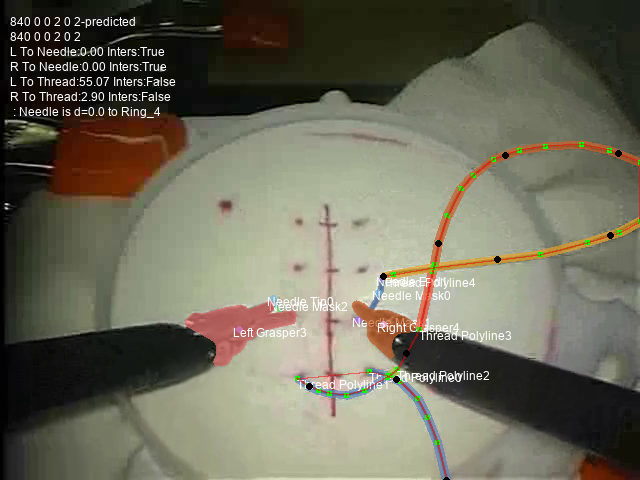 840 0 0 2 0 2-predicted
840 0 0 2 0 2
L To Needle:0.00 Inters:True
R To Needle:0.00 Inters:True
L To Thread:55.07 Inters:False
R To Thread:2.90 Inters:False
: Needle is d=0.0 to Ring_4
Thread Polyline4
Needle Mask0
Needle Tip0
Needle Mask2
Right Grasper4
Left Grasper3
Thread Polyline3
Thread Polyline2
Thread Polyline1